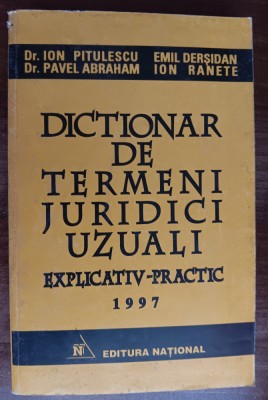 Dr. ION PITULESCU EMIL DERȘIDAN
Dr. PAVEL ABRAHAM ION RANETE
DICTIONAR
DE
TERMENI
JURIDICI
UZUALI
EXPLICATIV-PRACTIC
1997
N EDITURA NAȚIONAL